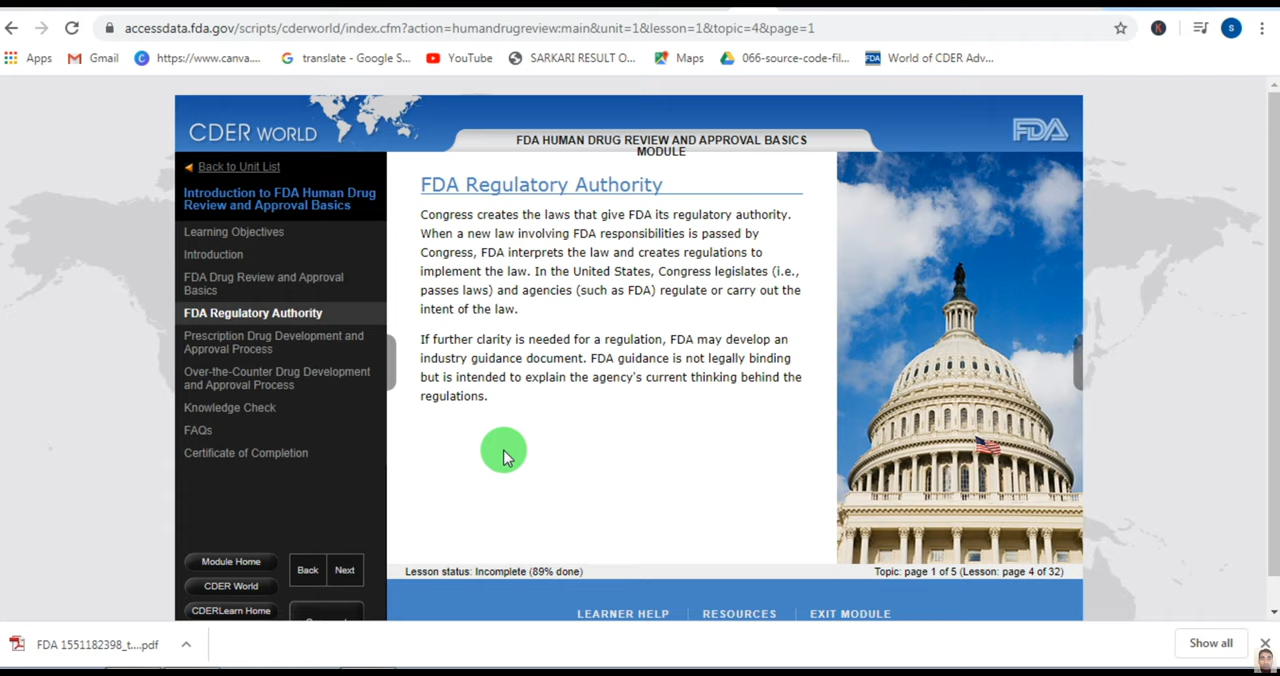 accessdata.fda.gov/scripts/cderworld/index.cfm?action=humandrugreview:main&unit=1&lesson=1&topic=4&page=1
K
S
Apps
Gmail
C
https://www.canva....
G
translate - Google S...
YouTube
SARKARI RESULT O...
Maps
066-source-code-fil...
FDA
World of CDER Adv...
CDER WORLD
FDA HUMAN DRUG REVIEW AND APPROVAL BASICS
MODULE
FDA
Back to Unit List
Introduction to FDA Human Drug
Review and Approval Basics
Learning Objectives
Introduction
FDA Drug Review and Approval
Basics
FDA Regulatory Authority
Prescription Drug Development and
Approval Process
Over-the-Counter Drug Development
and Approval Process
Knowledge Check
FAQs
Certificate of Completion
Module Home
CDER World
CDERLearn Home
Back
Next
FDA Regulatory Authority
Congress creates the laws that give FDA its regulatory authority.
When a new law involving FDA responsibilities is passed by
Congress, FDA interprets the law and creates regulations to
implement the law. In the United States, Congress legislates (i.e.,
passes laws) and agencies (such as FDA) regulate or carry out the
intent of the law.
If further clarity is needed for a regulation, FDA may develop an
industry guidance document. FDA guidance is not legally binding
but is intended to explain the agency's current thinking behind the
regulations.
Lesson status: Incomplete (89% done)
Topic: page 1 of 5 (Lesson: page 4 of 32)
LEARNER HELP
RESOURCES
EXIT MODULE
FDA 1551182398_t....pdf
Show all